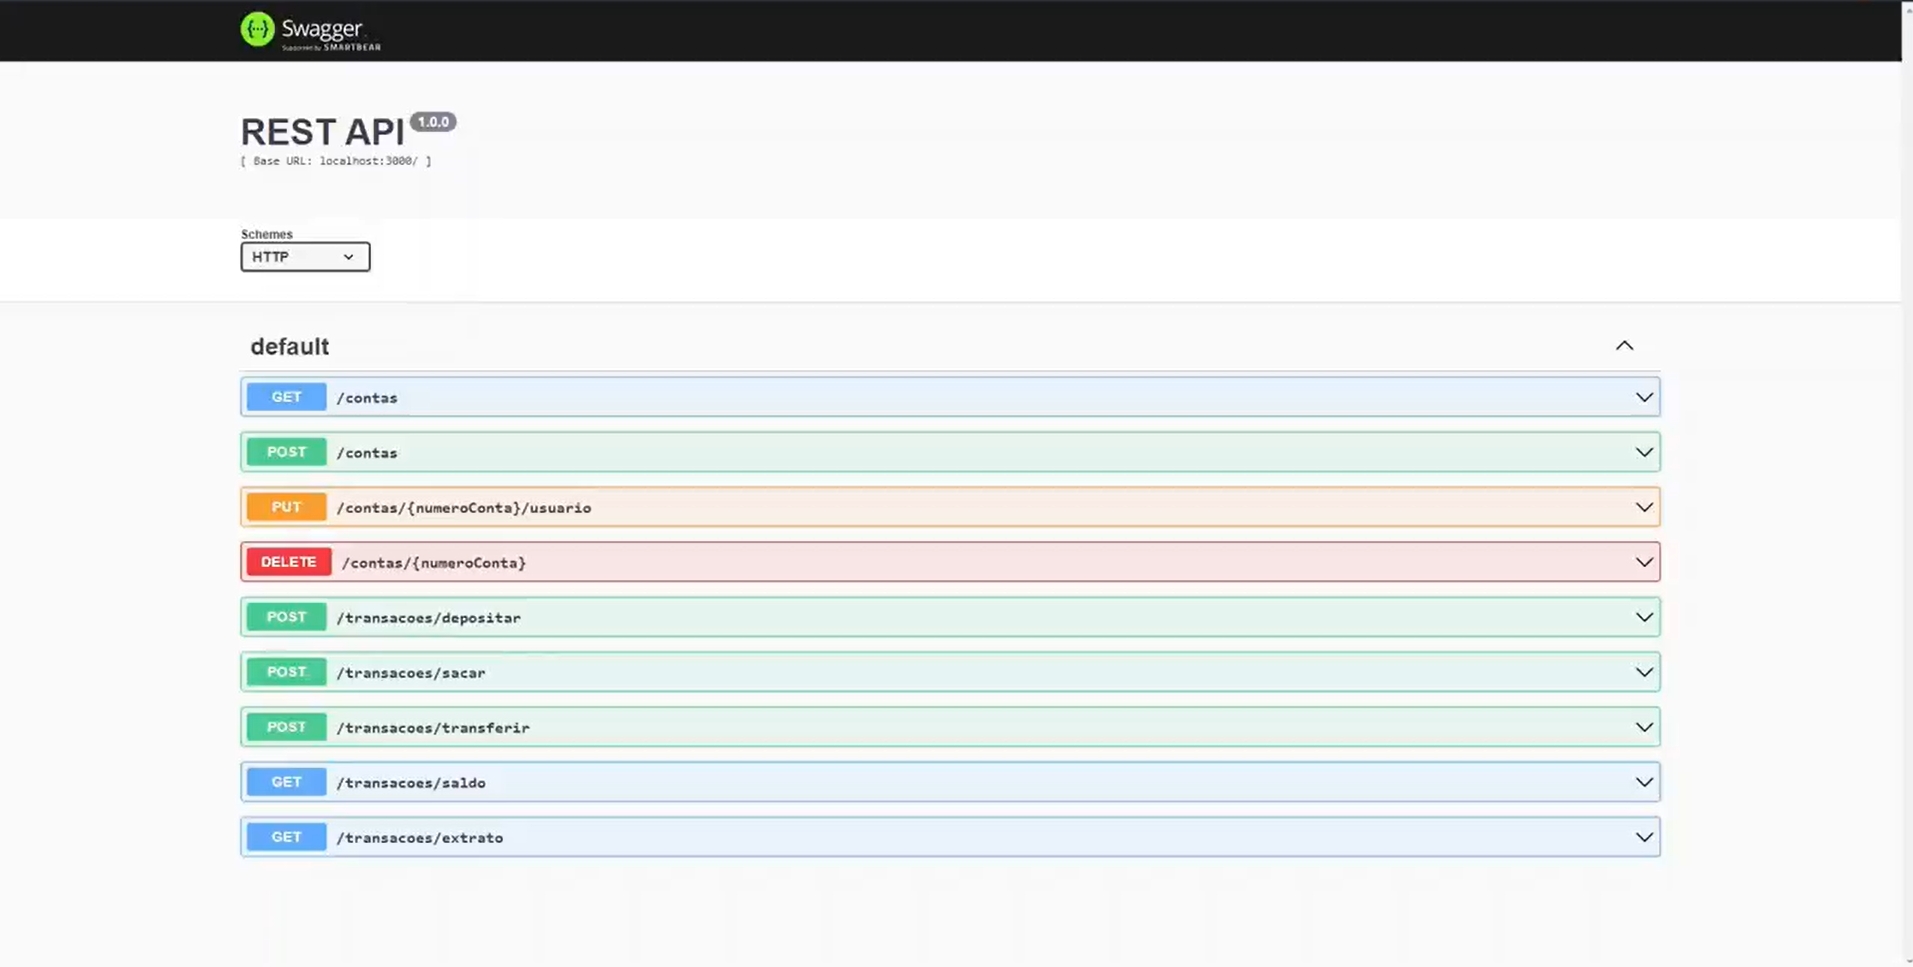 Swagger
Supported by SMARTBEAR
REST API 1.0.0
[ Base URL: localhost:3000/ ]
Schemes
HTTP
default
GET /contas
POST /contas
PUT /contas/{numeroConta}/usuario
DELETE /contas/{numeroConta}
POST /transacoes/depositar
POST /transacoes/sacar
POST /transacoes/transferir
GET /transacoes/saldo
GET /transacoes/extrato